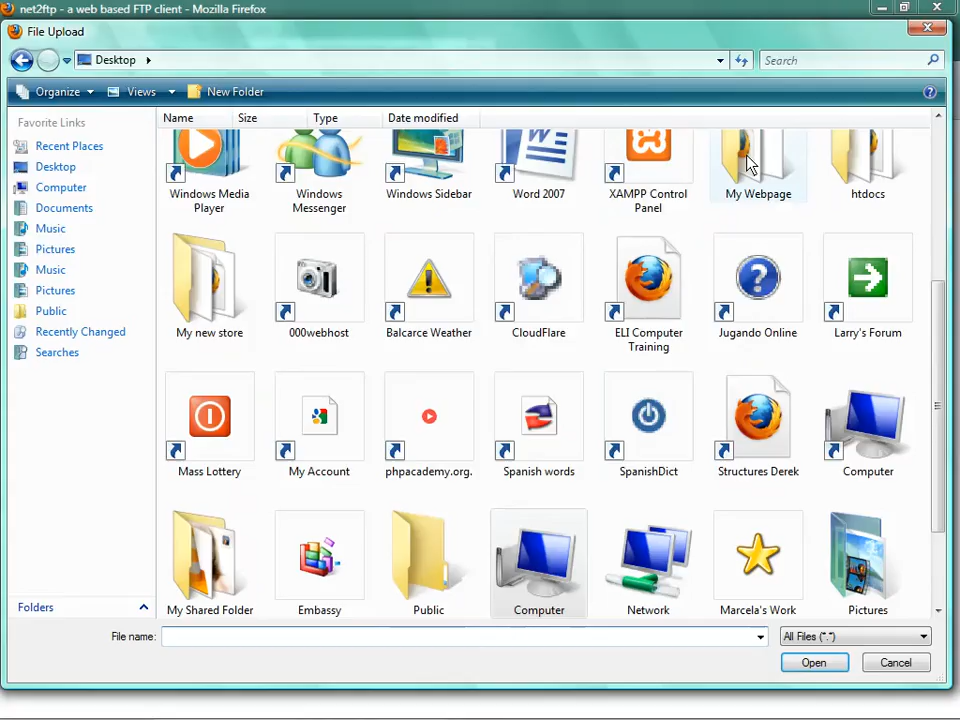 net2ftp - a web based FTP client - Mozilla Firefox
File Upload
Desktop
Search
Organize
Views
New Folder
Favorite Links
Recent Places
Desktop
Computer
Documents
Music
Pictures
Music
Pictures
Public
Recently Changed
Searches
Folders
Name
Size
Type
Date modified
Windows Media
Player
Windows
Messenger
Windows Sidebar
Word 2007
XAMPP Control
Panel
My Webpage
htdocs
My new store
000webhost
Balcarce Weather
CloudFlare
ELI Computer
Training
Jugando Online
Larry's Forum
Mass Lottery
My Account
phpacademy.org.
Spanish words
SpanishDict
Structures Derek
Computer
My Shared Folder
Embassy
Public
Computer
Network
Marcela's Work
Pictures
File name:
All Files (*.*)
Open
Cancel